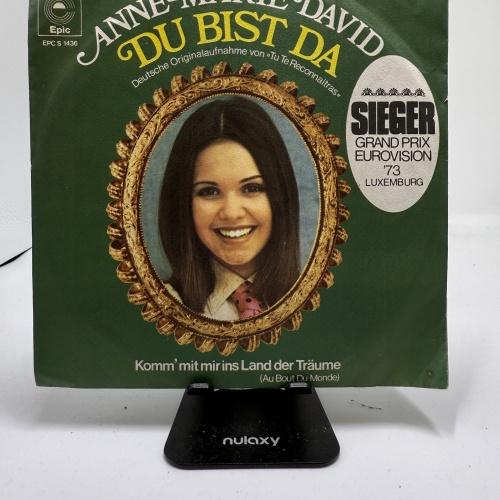 ANNE-MARIE DAVID
Epic
EPC S 1436
DU BIST DA
Deutsche Originalaufnahme von »Tu Te Reconnaitras«
SIEGER
GRAND PRIX
EUROVISION
'73
LUXEMBURG
Komm' mit mir ins Land der Träume
(Au Bout Du Monde)
nulaxy